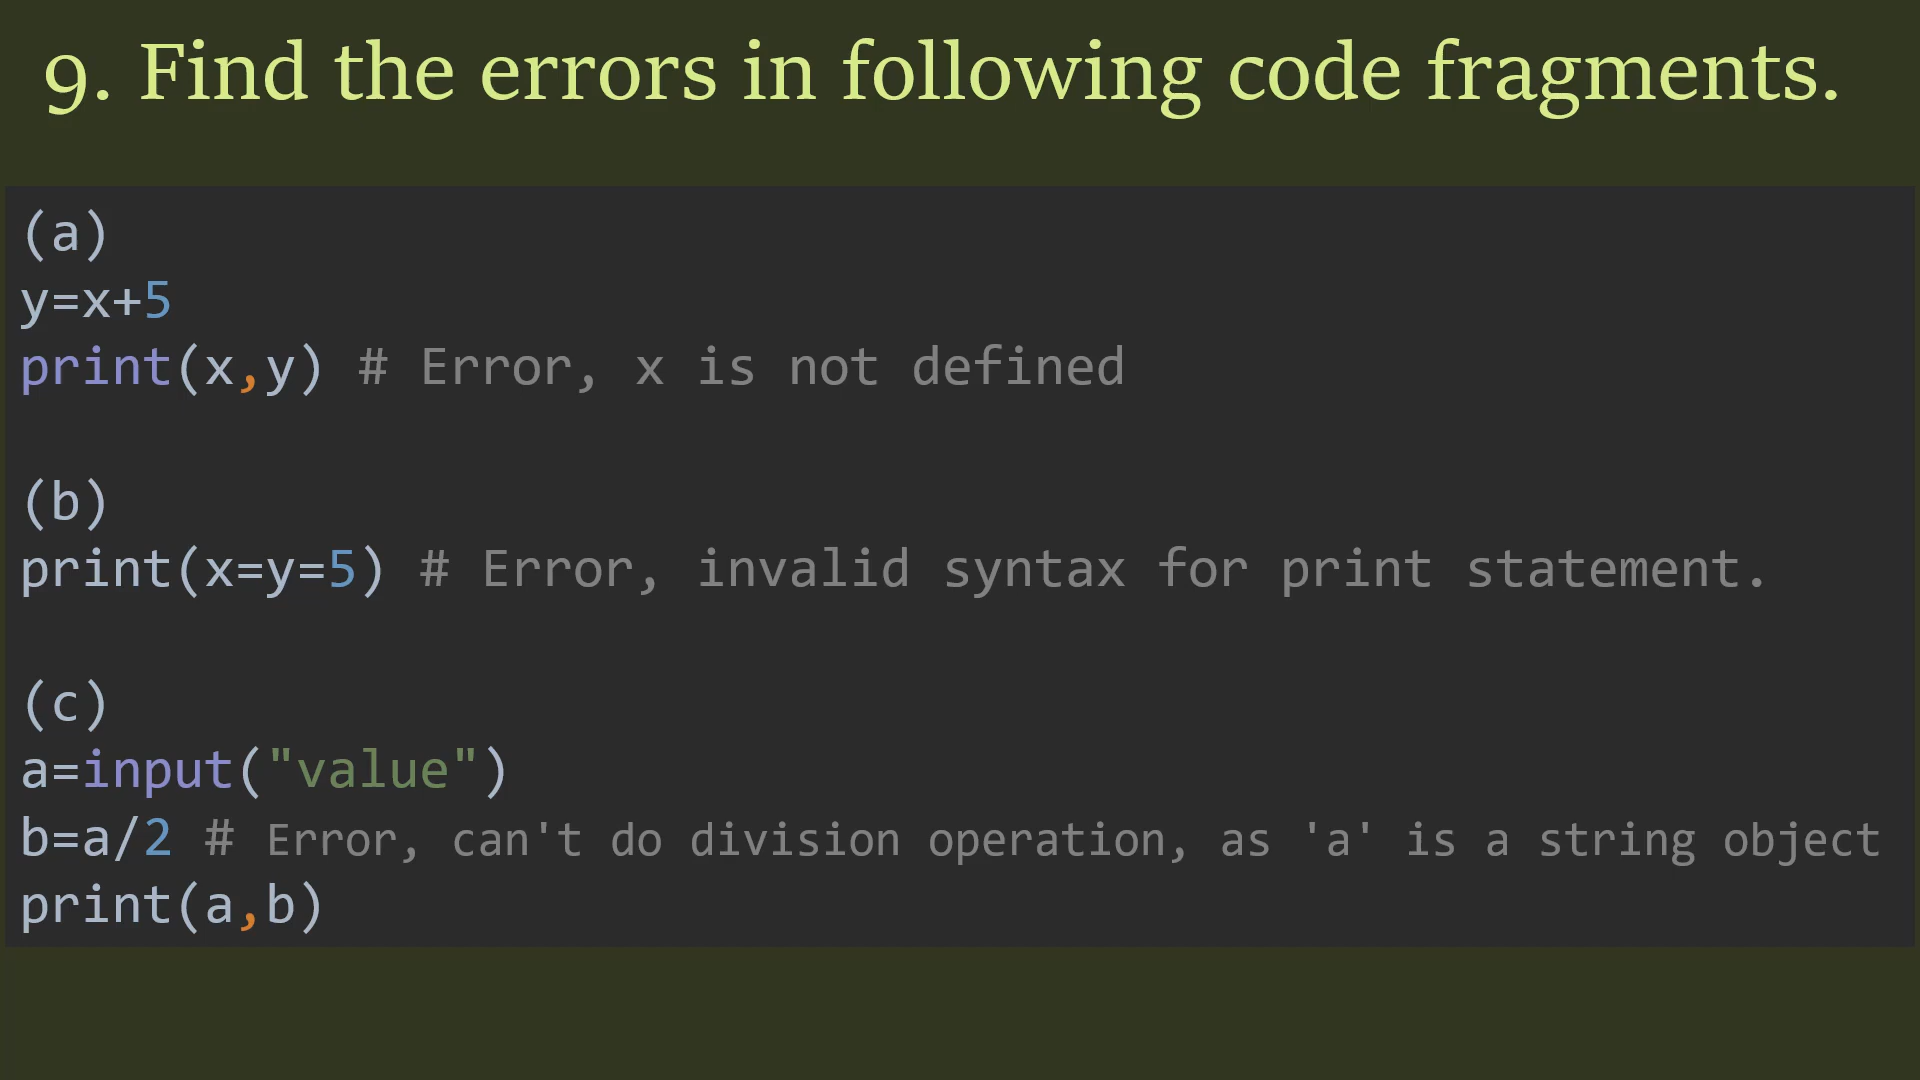 9. Find the errors in following code fragments.
(a)
y=x+5
print(x,y) # Error, x is not defined
(b)
print(x=y=5) # Error, invalid syntax for print statement.
(c)
a=input("value")
b=a/2 # Error, can't do division operation, as 'a' is a string object
print(a,b)